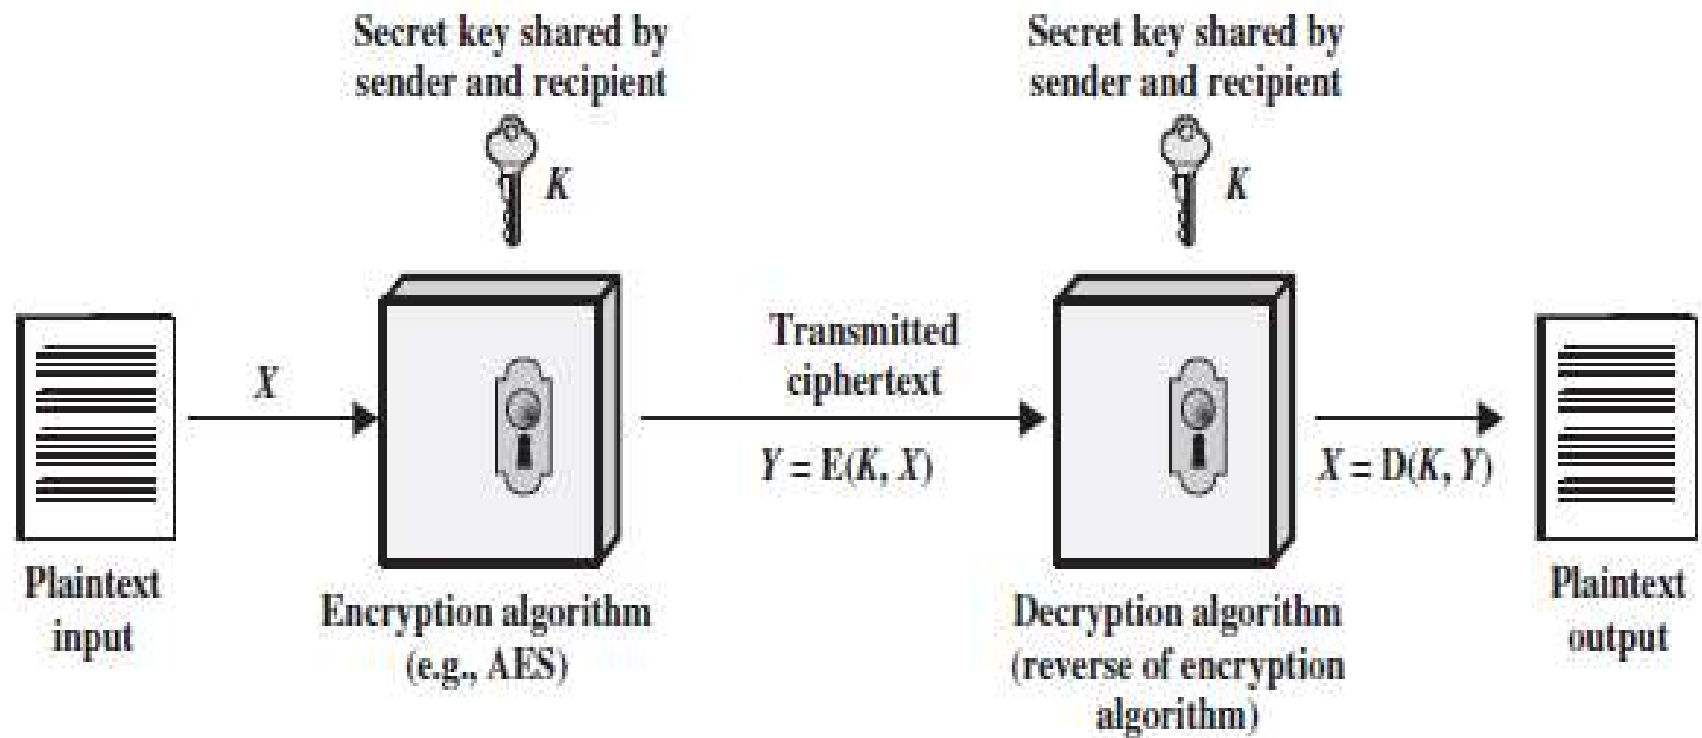 Secret key shared by
sender and recipient
K
Secret key shared by
sender and recipient
K
X
Transmitted
ciphertext
Y = E(K, X)
X = D(K, Y)
Plaintext
input
Encryption algorithm
(e.g., AES)
Decryption algorithm
(reverse of encryption
algorithm)
Plaintext
output